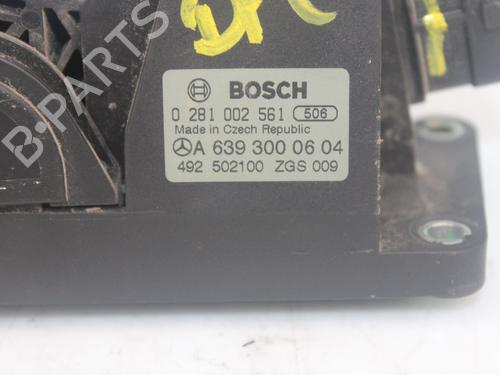 BOSCH
0 281 002 561 506
Made in Czech Republic
A 639 300 06 04
492 502100 ZGS 009
B-PARTS